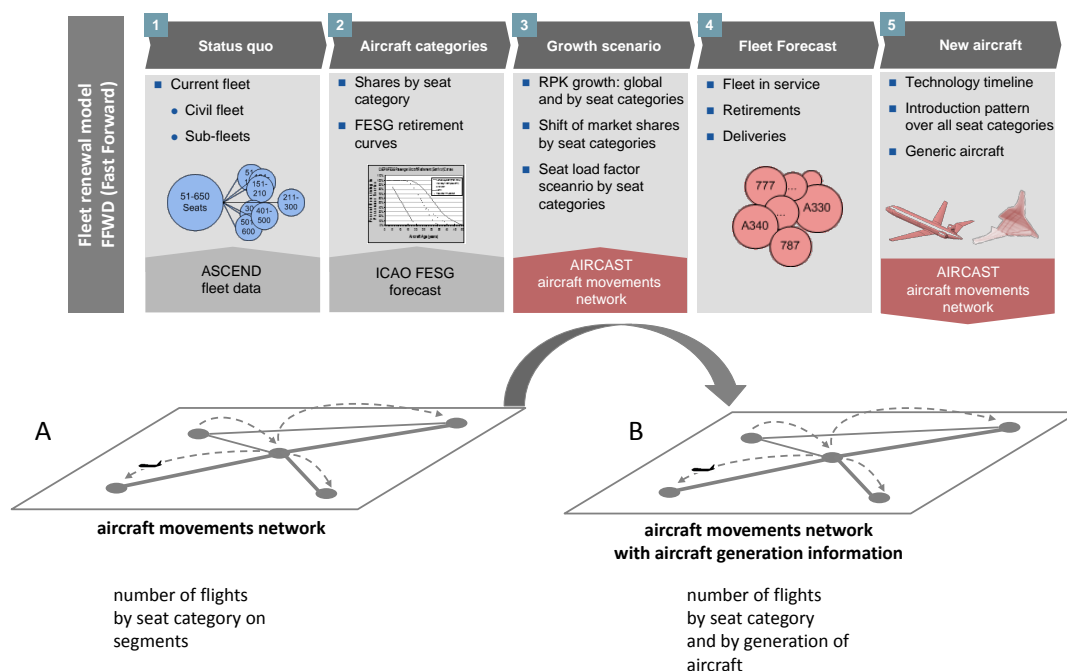 Fleet renewal model
FFWD (Fast Forward)
1
Status quo
Current fleet
Civil fleet
Sub-fleets
51-650
Seats
151-
210
211-
300
401-
500
600
ASCEND
fleet data
2
Aircraft categories
Shares by seat
category
FESG retirement
curves
ICAO FESG
forecast
3
Growth scenario
RPK growth: global
and by seat categories
Shift of market shares
by seat categories
Seat load factor
sceanrio by seat
categories
AIRCAST
aircraft movements
network
4
Fleet Forecast
Fleet in service
Retirements
Deliveries
777
...
A330
...
A340
787
5
New aircraft
Technology timeline
Introduction pattern
over all seat categories
Generic aircraft
AIRCAST
aircraft movements
network
A
aircraft movements network
number of flights
by seat category on
segments
B
aircraft movements network
with aircraft generation information
number of flights
by seat category
and by generation of
aircraft